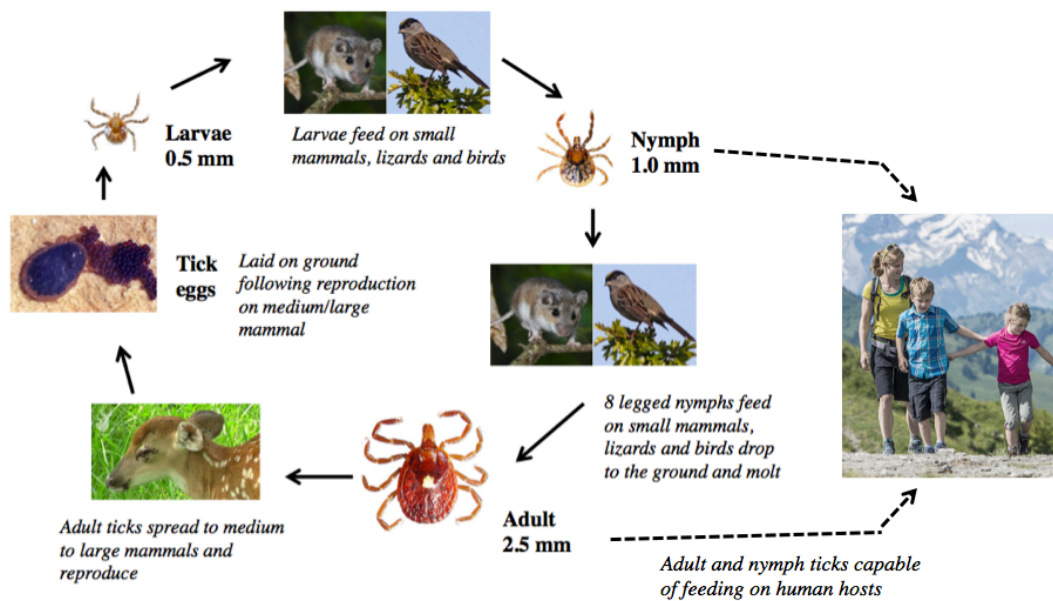 Larvae
0.5 mm
Larvae feed on small
mammals, lizards and birds
Nymph
1.0 mm
Tick
eggs
Laid on ground
following reproduction
on medium/large
mammal
8 legged nymphs feed
on small mammals,
lizards and birds drop
to the ground and molt
Adult ticks spread to medium
to large mammals and
reproduce
Adult
2.5 mm
Adult and nymph ticks capable
of feeding on human hosts